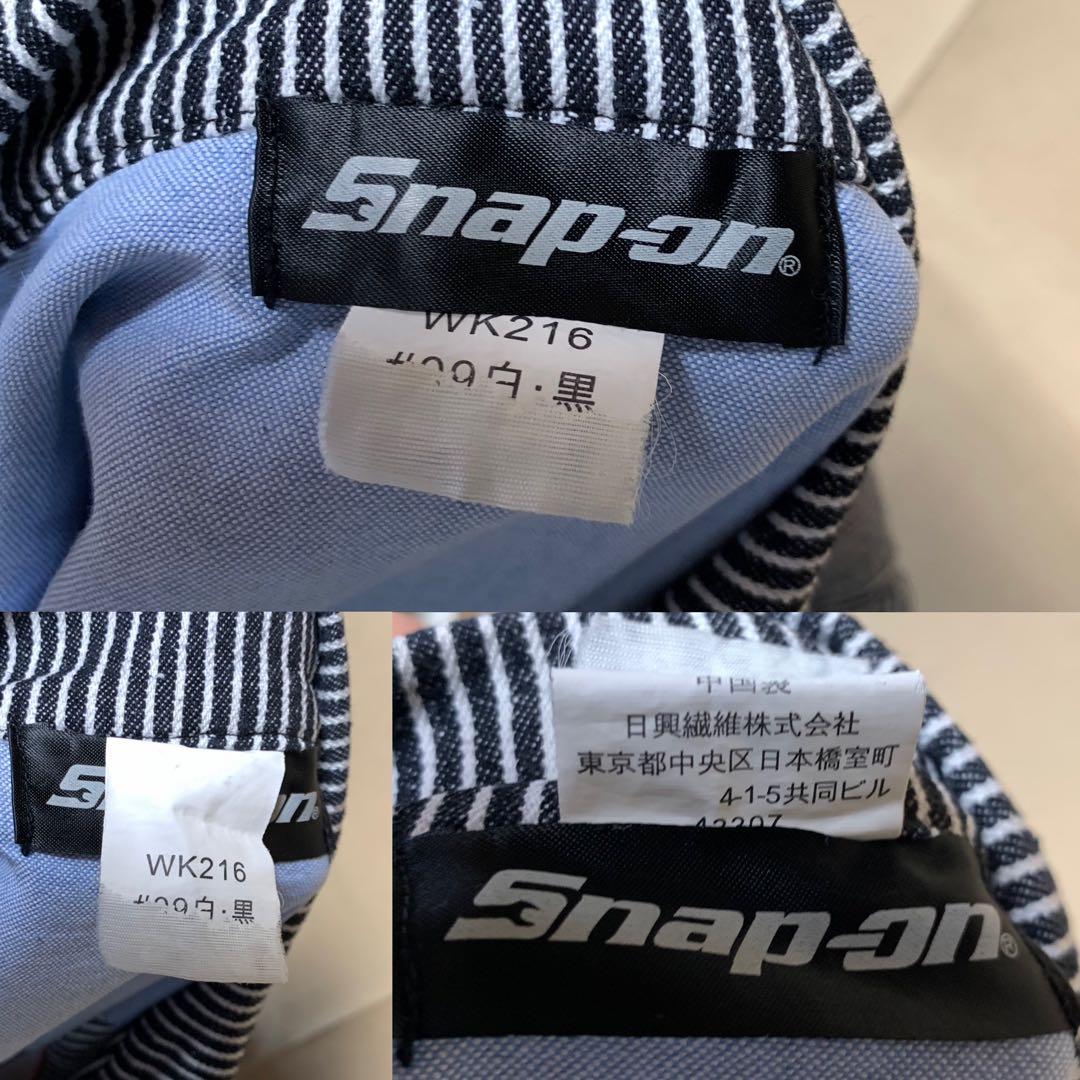 Snap-on®
WK216
#09白・黒
Snap-on®
WK216
#09白・黒
中国製
日興繊維株式会社
東京都中央区日本橋室町
4-1-5共同ビル
Snap-on®